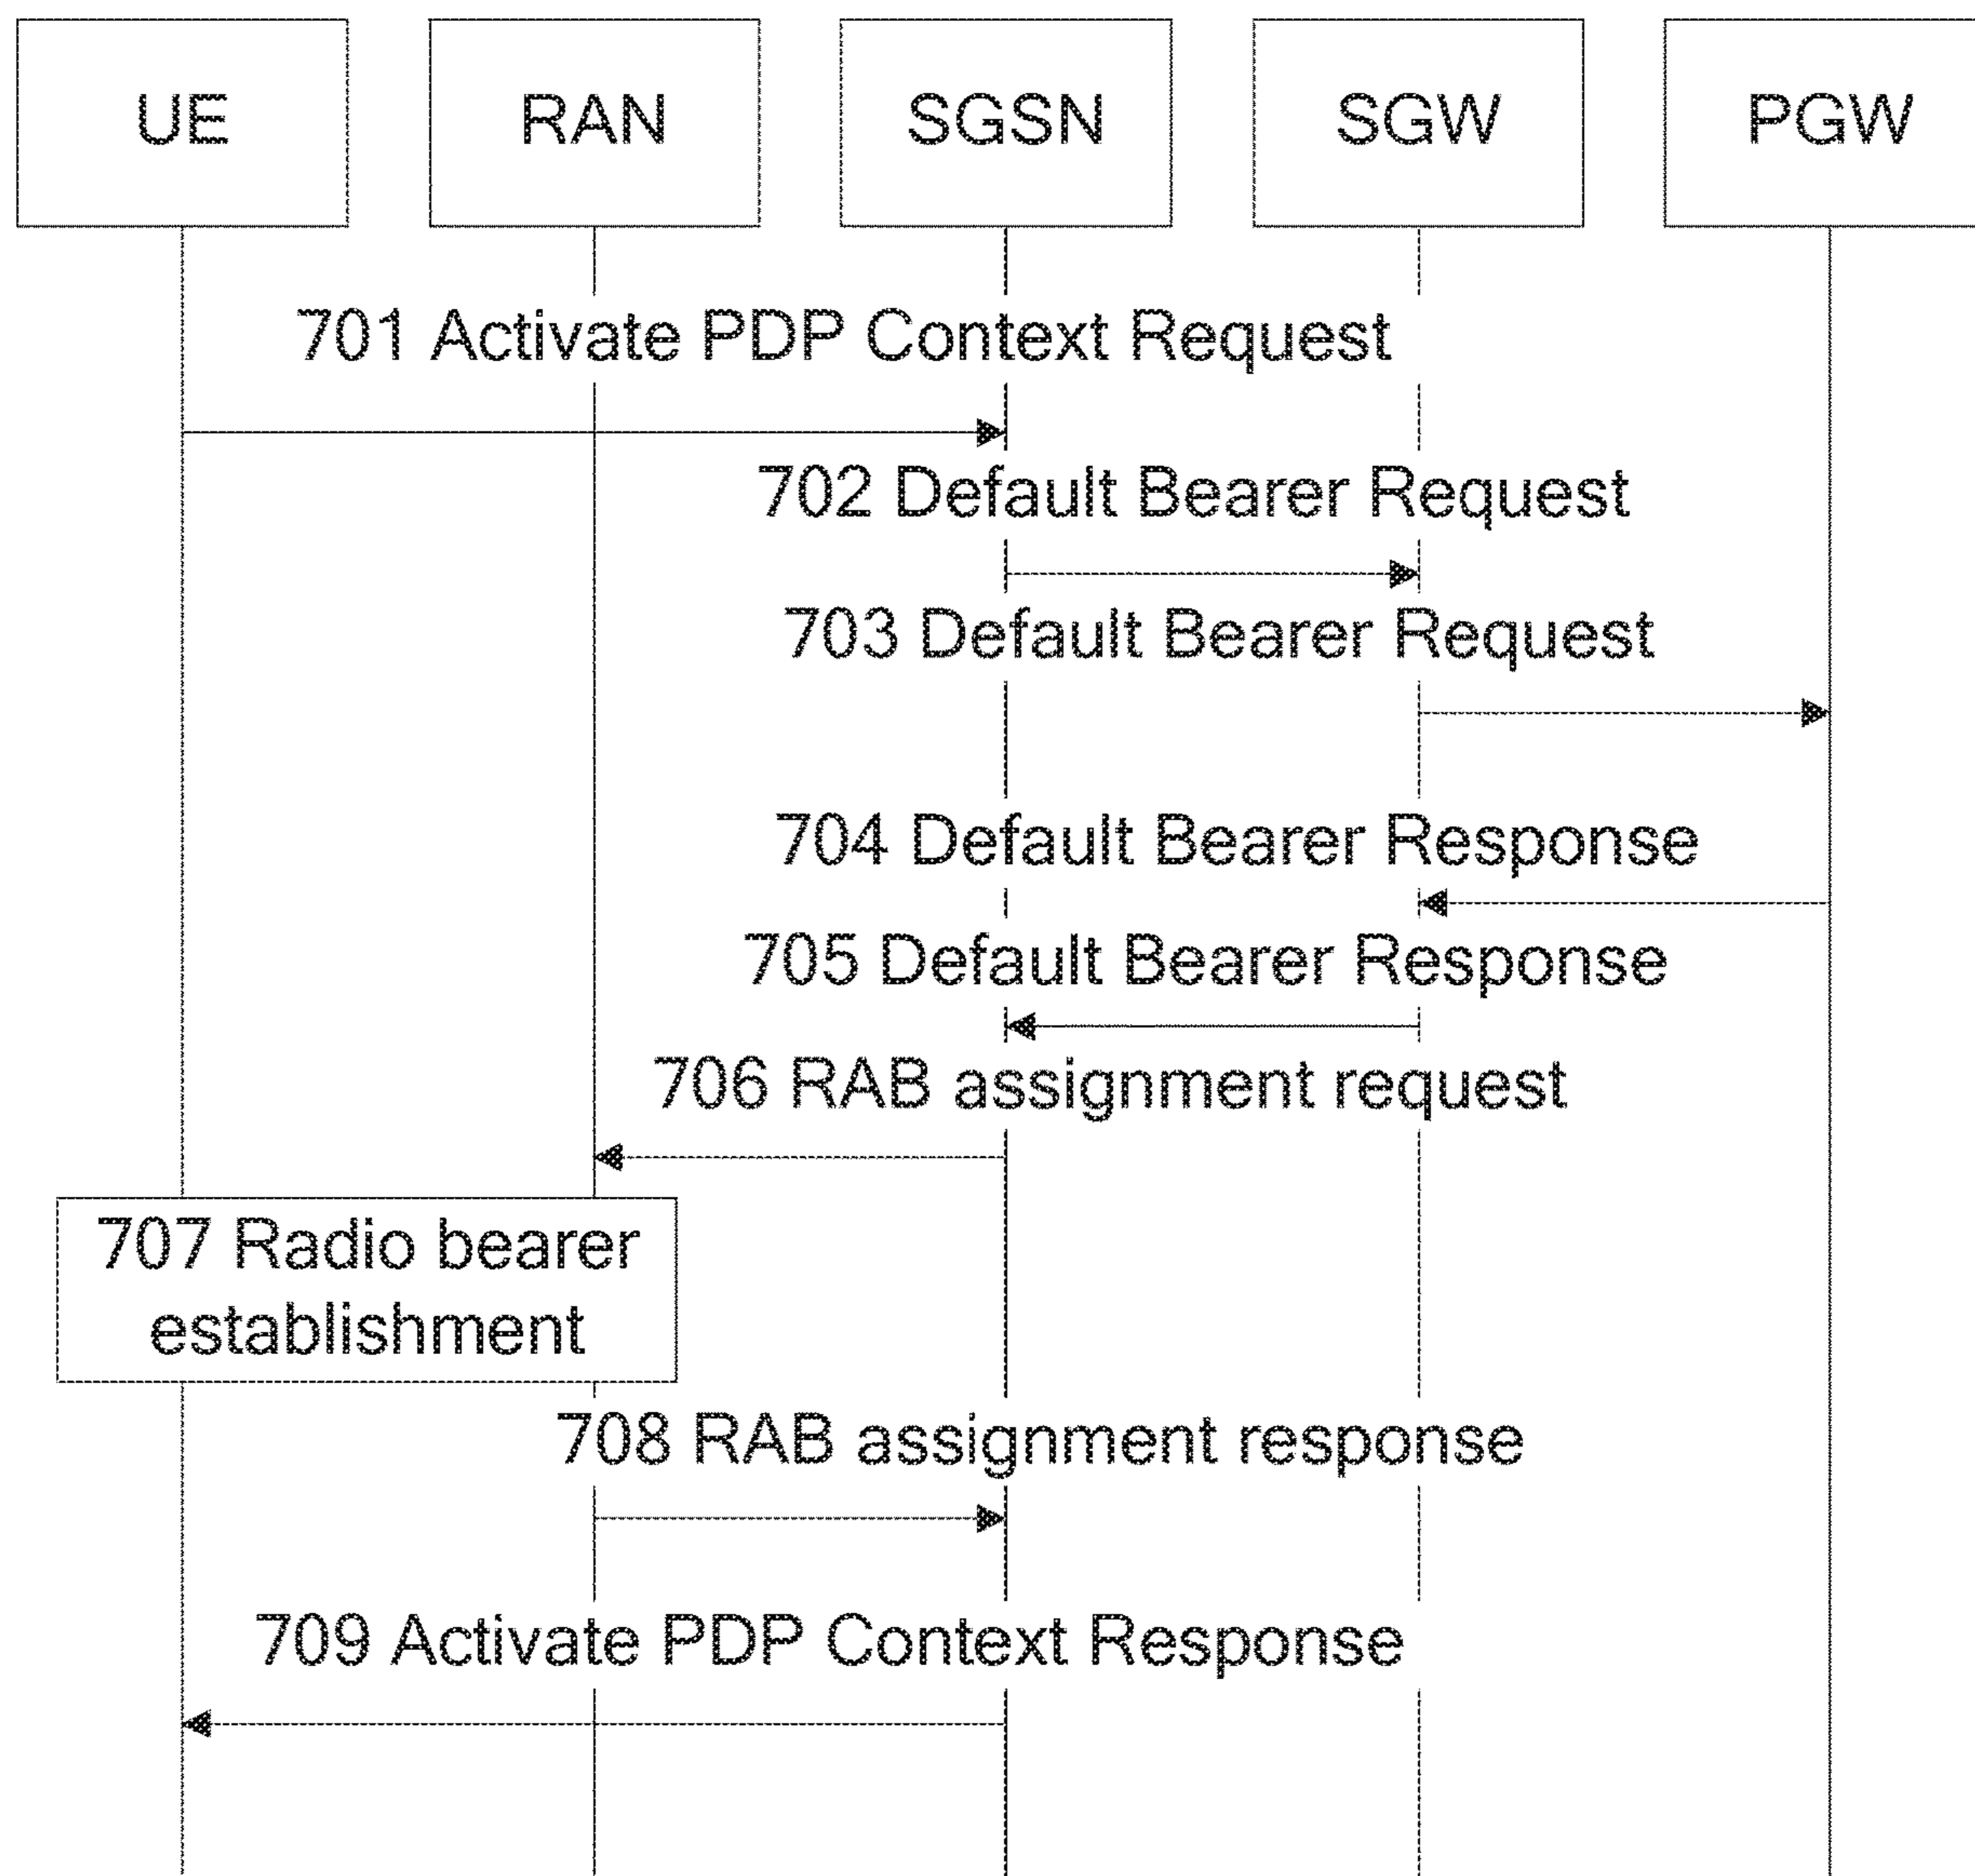 UE
RAN
SGSN
SGW
PGW
701 Activate PDP Context Request
702 Default Bearer Request
703 Default Bearer Request
704 Default Bearer Response
705 Default Bearer Response
706 RAB assignment request
707 Radio bearer
establishment
708 RAB assignment response
709 Activate PDP Context Response